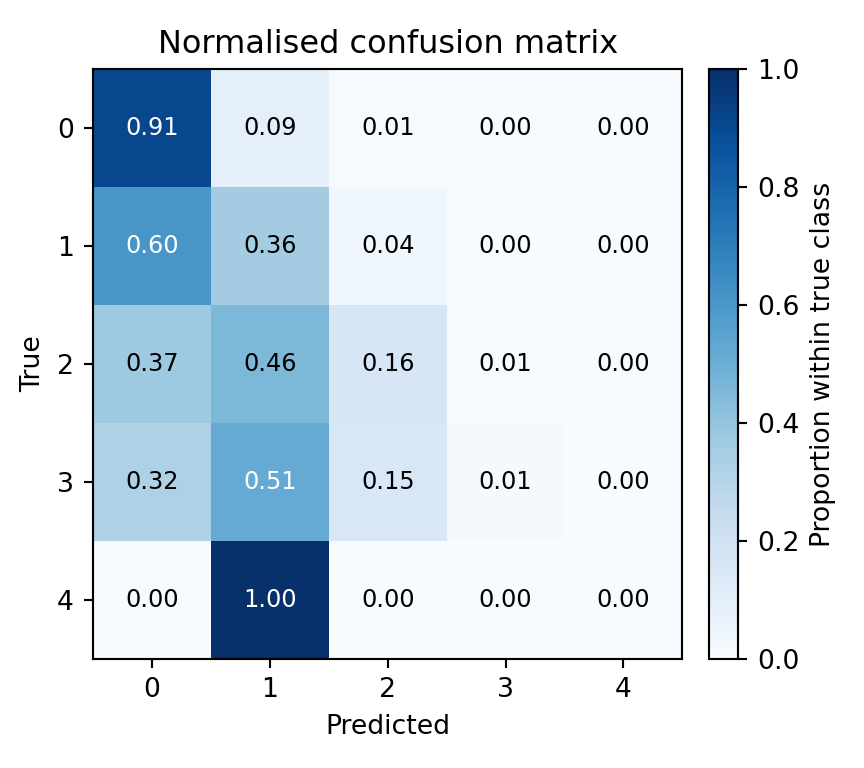 Normalised confusion matrix
0 0.91 0.09 0.01 0.00 0.00
1 0.60 0.36 0.04 0.00 0.00
2 0.37 0.46 0.16 0.01 0.00
3 0.32 0.51 0.15 0.01 0.00
4 0.00 1.00 0.00 0.00 0.00
0 1 2 3 4
Predicted
True
1.0
0.8
0.6
0.4
0.2
0.0
Proportion within true class